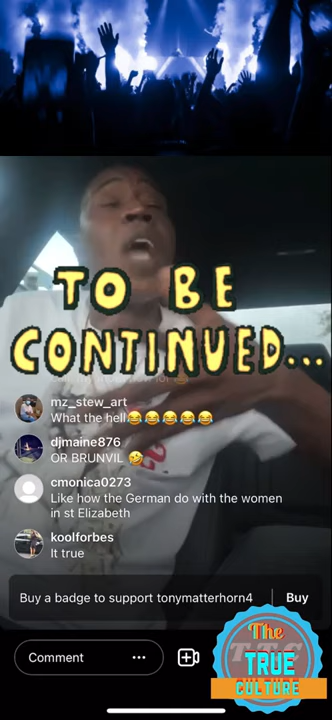 TO BE
CONTINUED...
mz_stew_art
What the hell😂😂😂😂😂
djmaine876
OR BRUNVIL 🤣
cmonica0273
Like how the German do with the women
in st Elizabeth
koolforbes
It true
Buy a badge to support tonymatterhorn4
Buy
Comment
The
TRUE
CULTURE